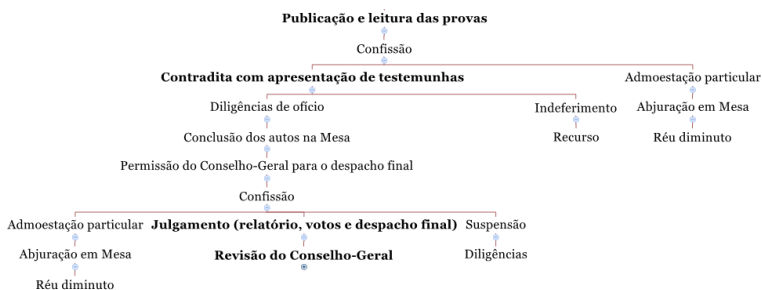 Publicação e leitura das provas
Confissão
Contradita com apresentação de testemunhas
Admoestação particular
Diligências de ofício
Indeferimento
Abjuração em Mesa
Conclusão dos autos na Mesa
Recurso
Réu diminuto
Permissão do Conselho-Geral para o despacho final
Confissão
Admoestação particular
Julgamento (relatório, votos e despacho final)
Suspensão
Abjuração em Mesa
Revisão do Conselho-Geral
Diligências
Réu diminuto